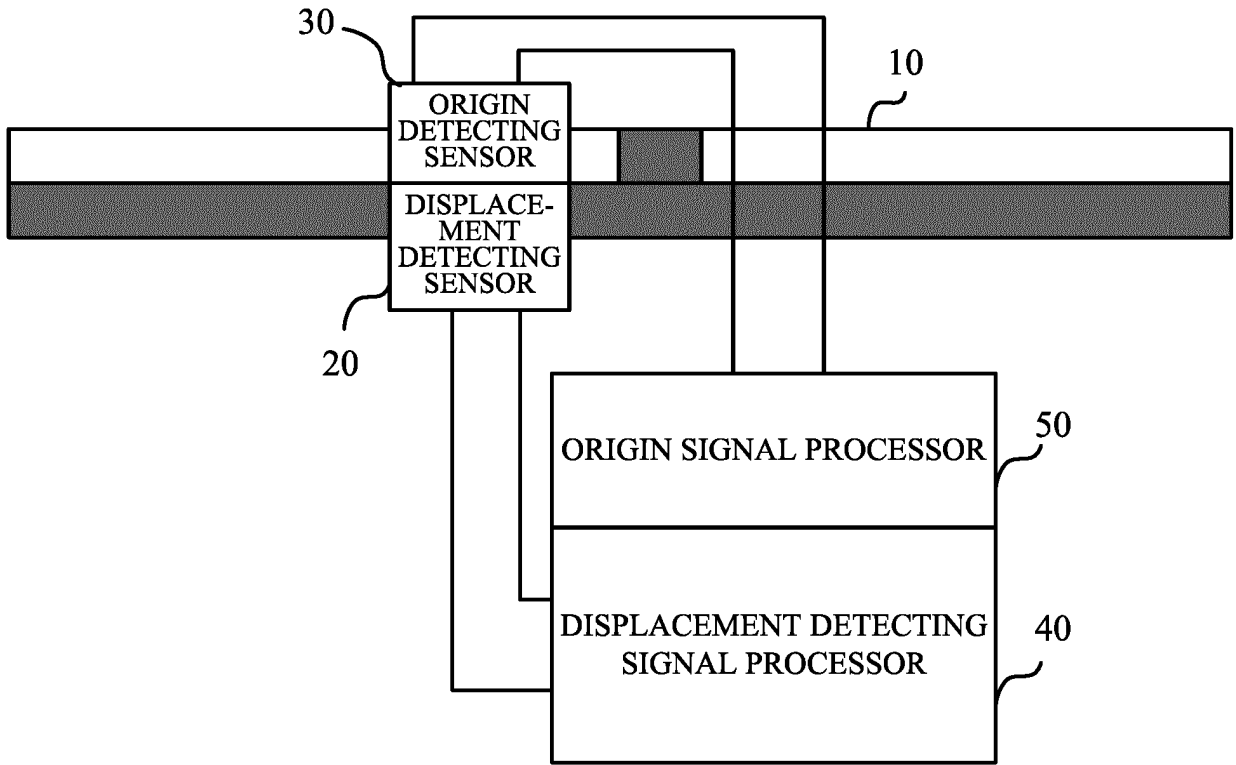 30
10
ORIGIN
DETECTING
SENSOR
DISPLACE-
MENT
DETECTING
SENSOR
20
ORIGIN SIGNAL PROCESSOR
50
DISPLACEMENT DETECTING
SIGNAL PROCESSOR
40